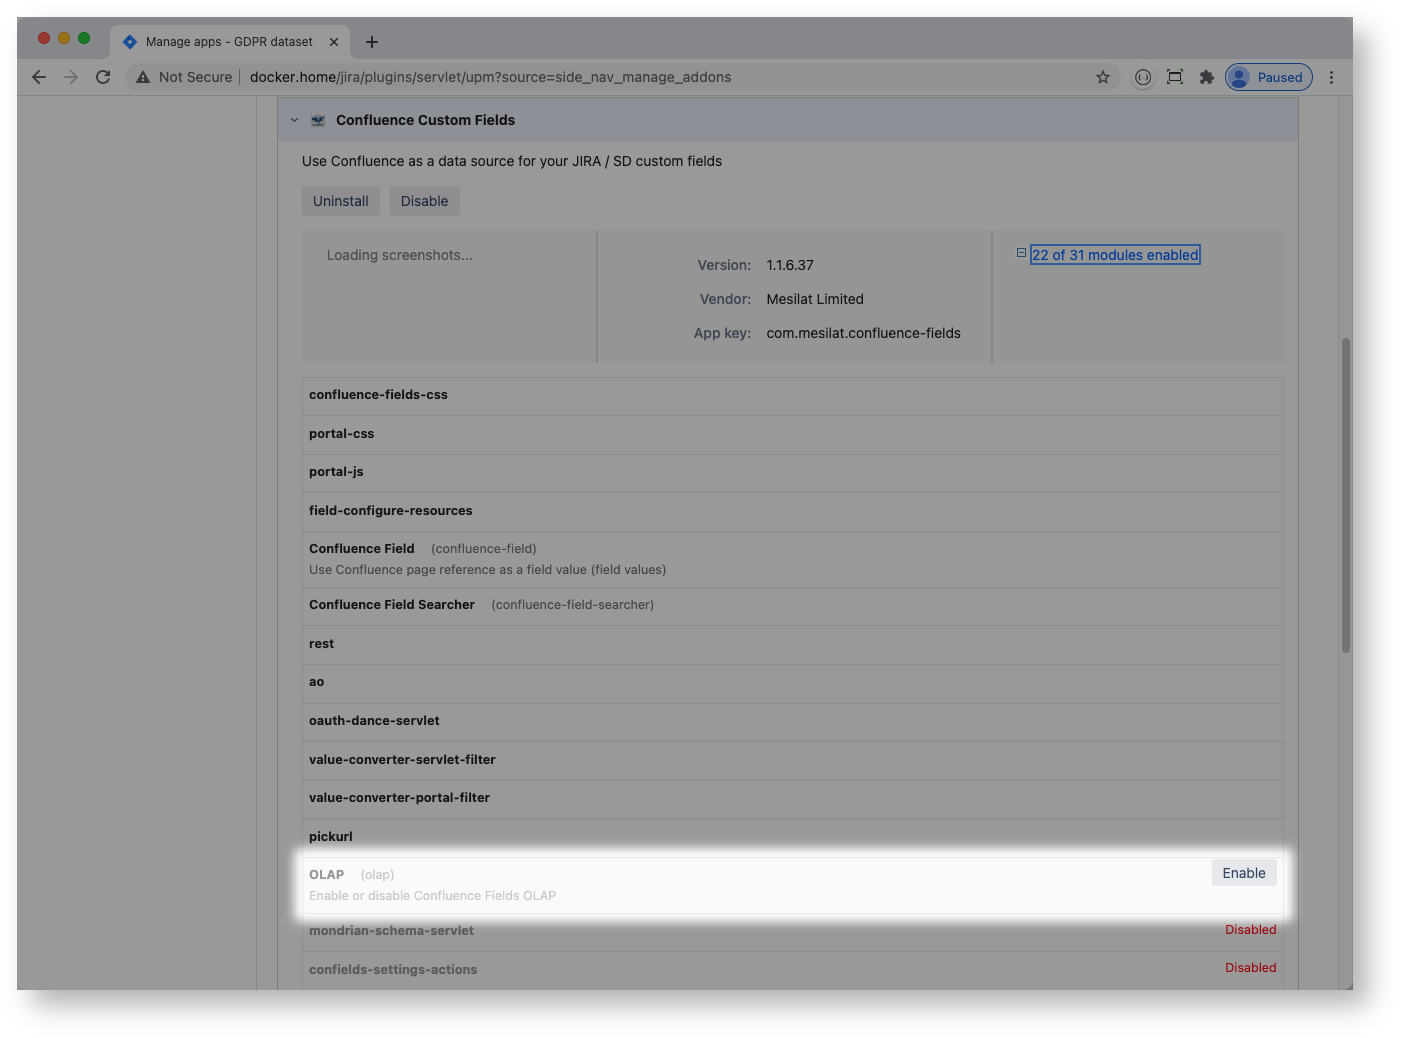 Manage apps - GDPR dataset
Not Secure docker.home/jira/plugins/servlet/upm?source=side_nav_manage_addons Paused
Confluence Custom Fields
Use Confluence as a data source for your JIRA / SD custom fields
Uninstall Disable
Loading screenshots...
Version: 1.1.6.37
Vendor: Mesilat Limited
App key: com.mesilat.confluence-fields
22 of 31 modules enabled
confluence-fields-css
portal-css
portal-js
field-configure-resources
Confluence Field (confluence-field)
Use Confluence page reference as a field value (field values)
Confluence Field Searcher (confluence-field-searcher)
rest
ao
oauth-dance-servlet
value-converter-servlet-filter
value-converter-portal-filter
pickurl
OLAP (olap) Enable
Enable or disable Confluence Fields OLAP
mondrian-schema-servlet Disabled
confields-settings-actions Disabled